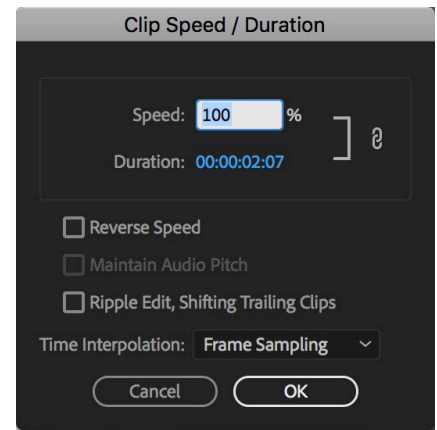 Clip Speed / Duration
Speed: 100 %
Duration: 00:00:02:07
Reverse Speed
Maintain Audio Pitch
Ripple Edit, Shifting Trailing Clips
Time Interpolation: Frame Sampling
Cancel OK